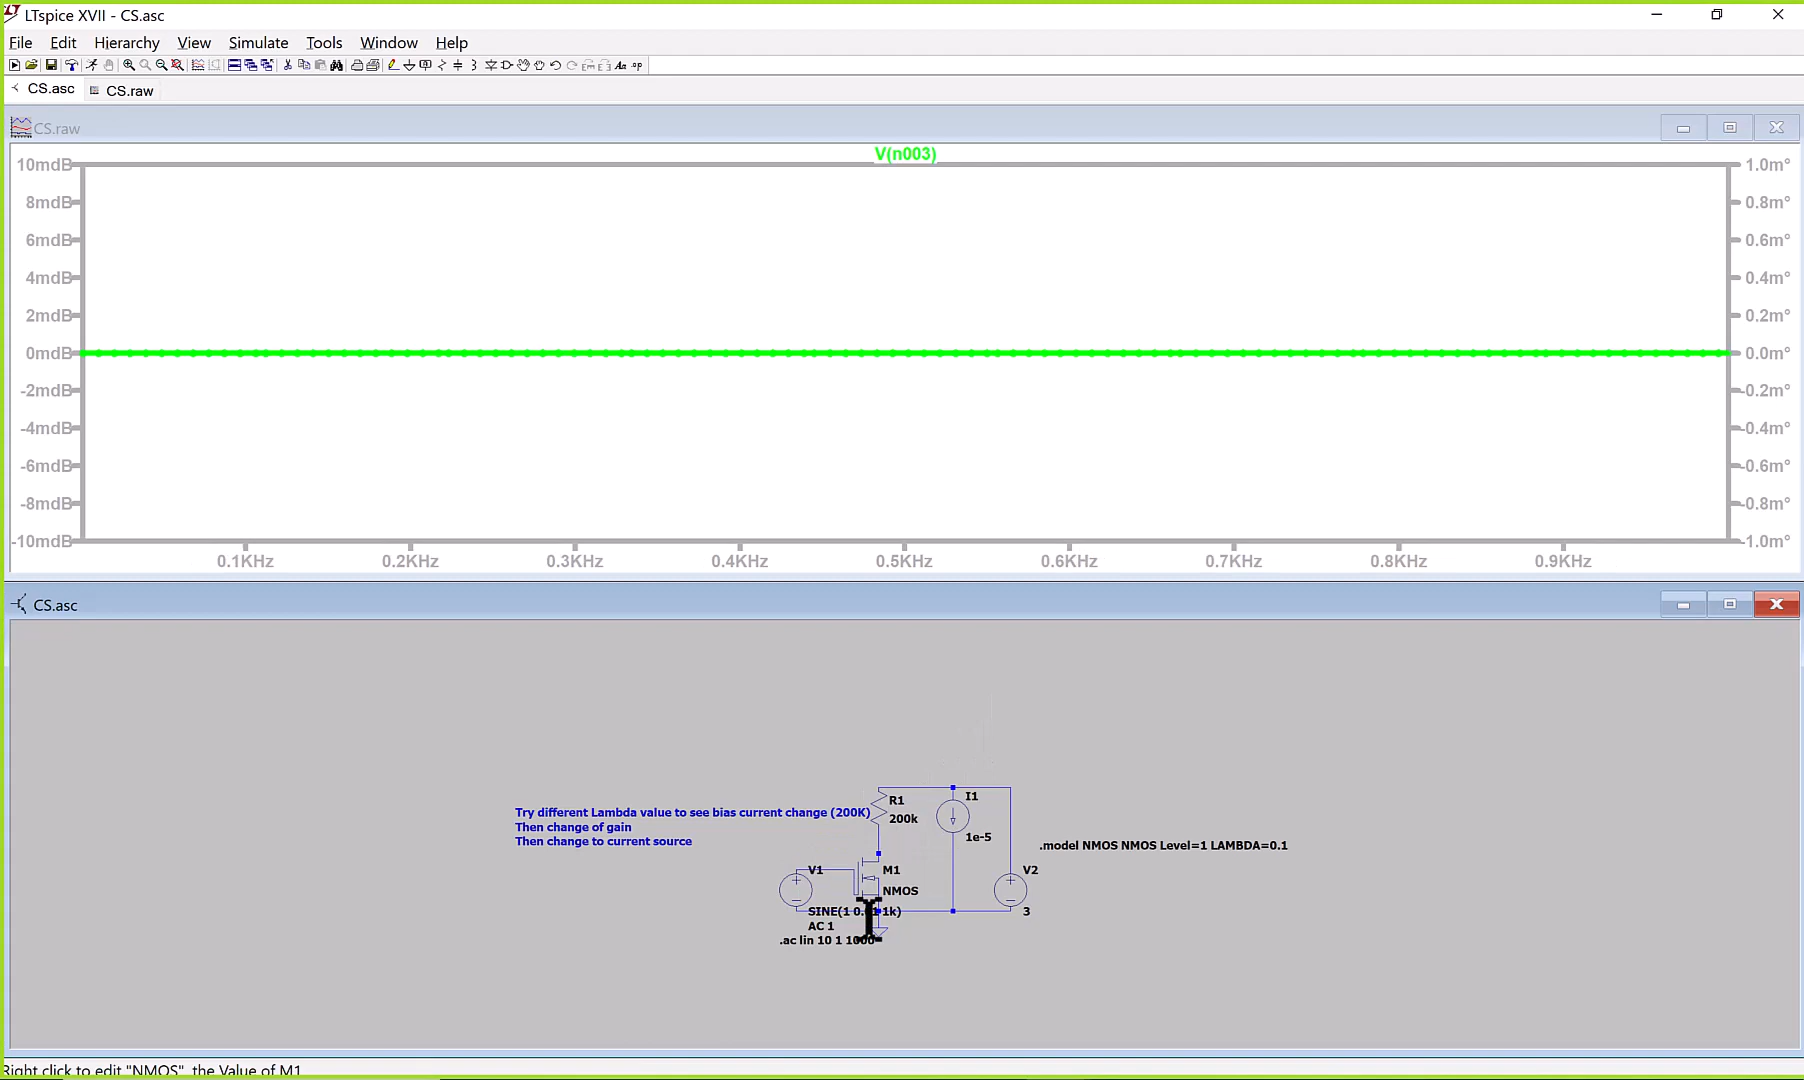 LTspice XVII - CS.asc
File Edit Hierarchy View Simulate Tools Window Help
CS.asc CS.raw
CS.raw
V(n003)
10mdB 1.0m°
8mdB 0.8m°
6mdB 0.6m°
4mdB 0.4m°
2mdB 0.2m°
0mdB 0.0m°
-2mdB -0.2m°
-4mdB -0.4m°
-6mdB -0.6m°
-8mdB -0.8m°
-10mdB -1.0m°
0.1KHz 0.2KHz 0.3KHz 0.4KHz 0.5KHz 0.6KHz 0.7KHz 0.8KHz 0.9KHz
CS.asc
Try different Lambda value to see bias current change (200K)
Then change of gain
Then change to current source
R1
200k
I1
1e-5
.model NMOS NMOS Level=1 LAMBDA=0.1
V1
M1
NMOS
V2
3
AC 1
.ac lin 10 1 1000
Right click to edit "NMOS", the Value of M1